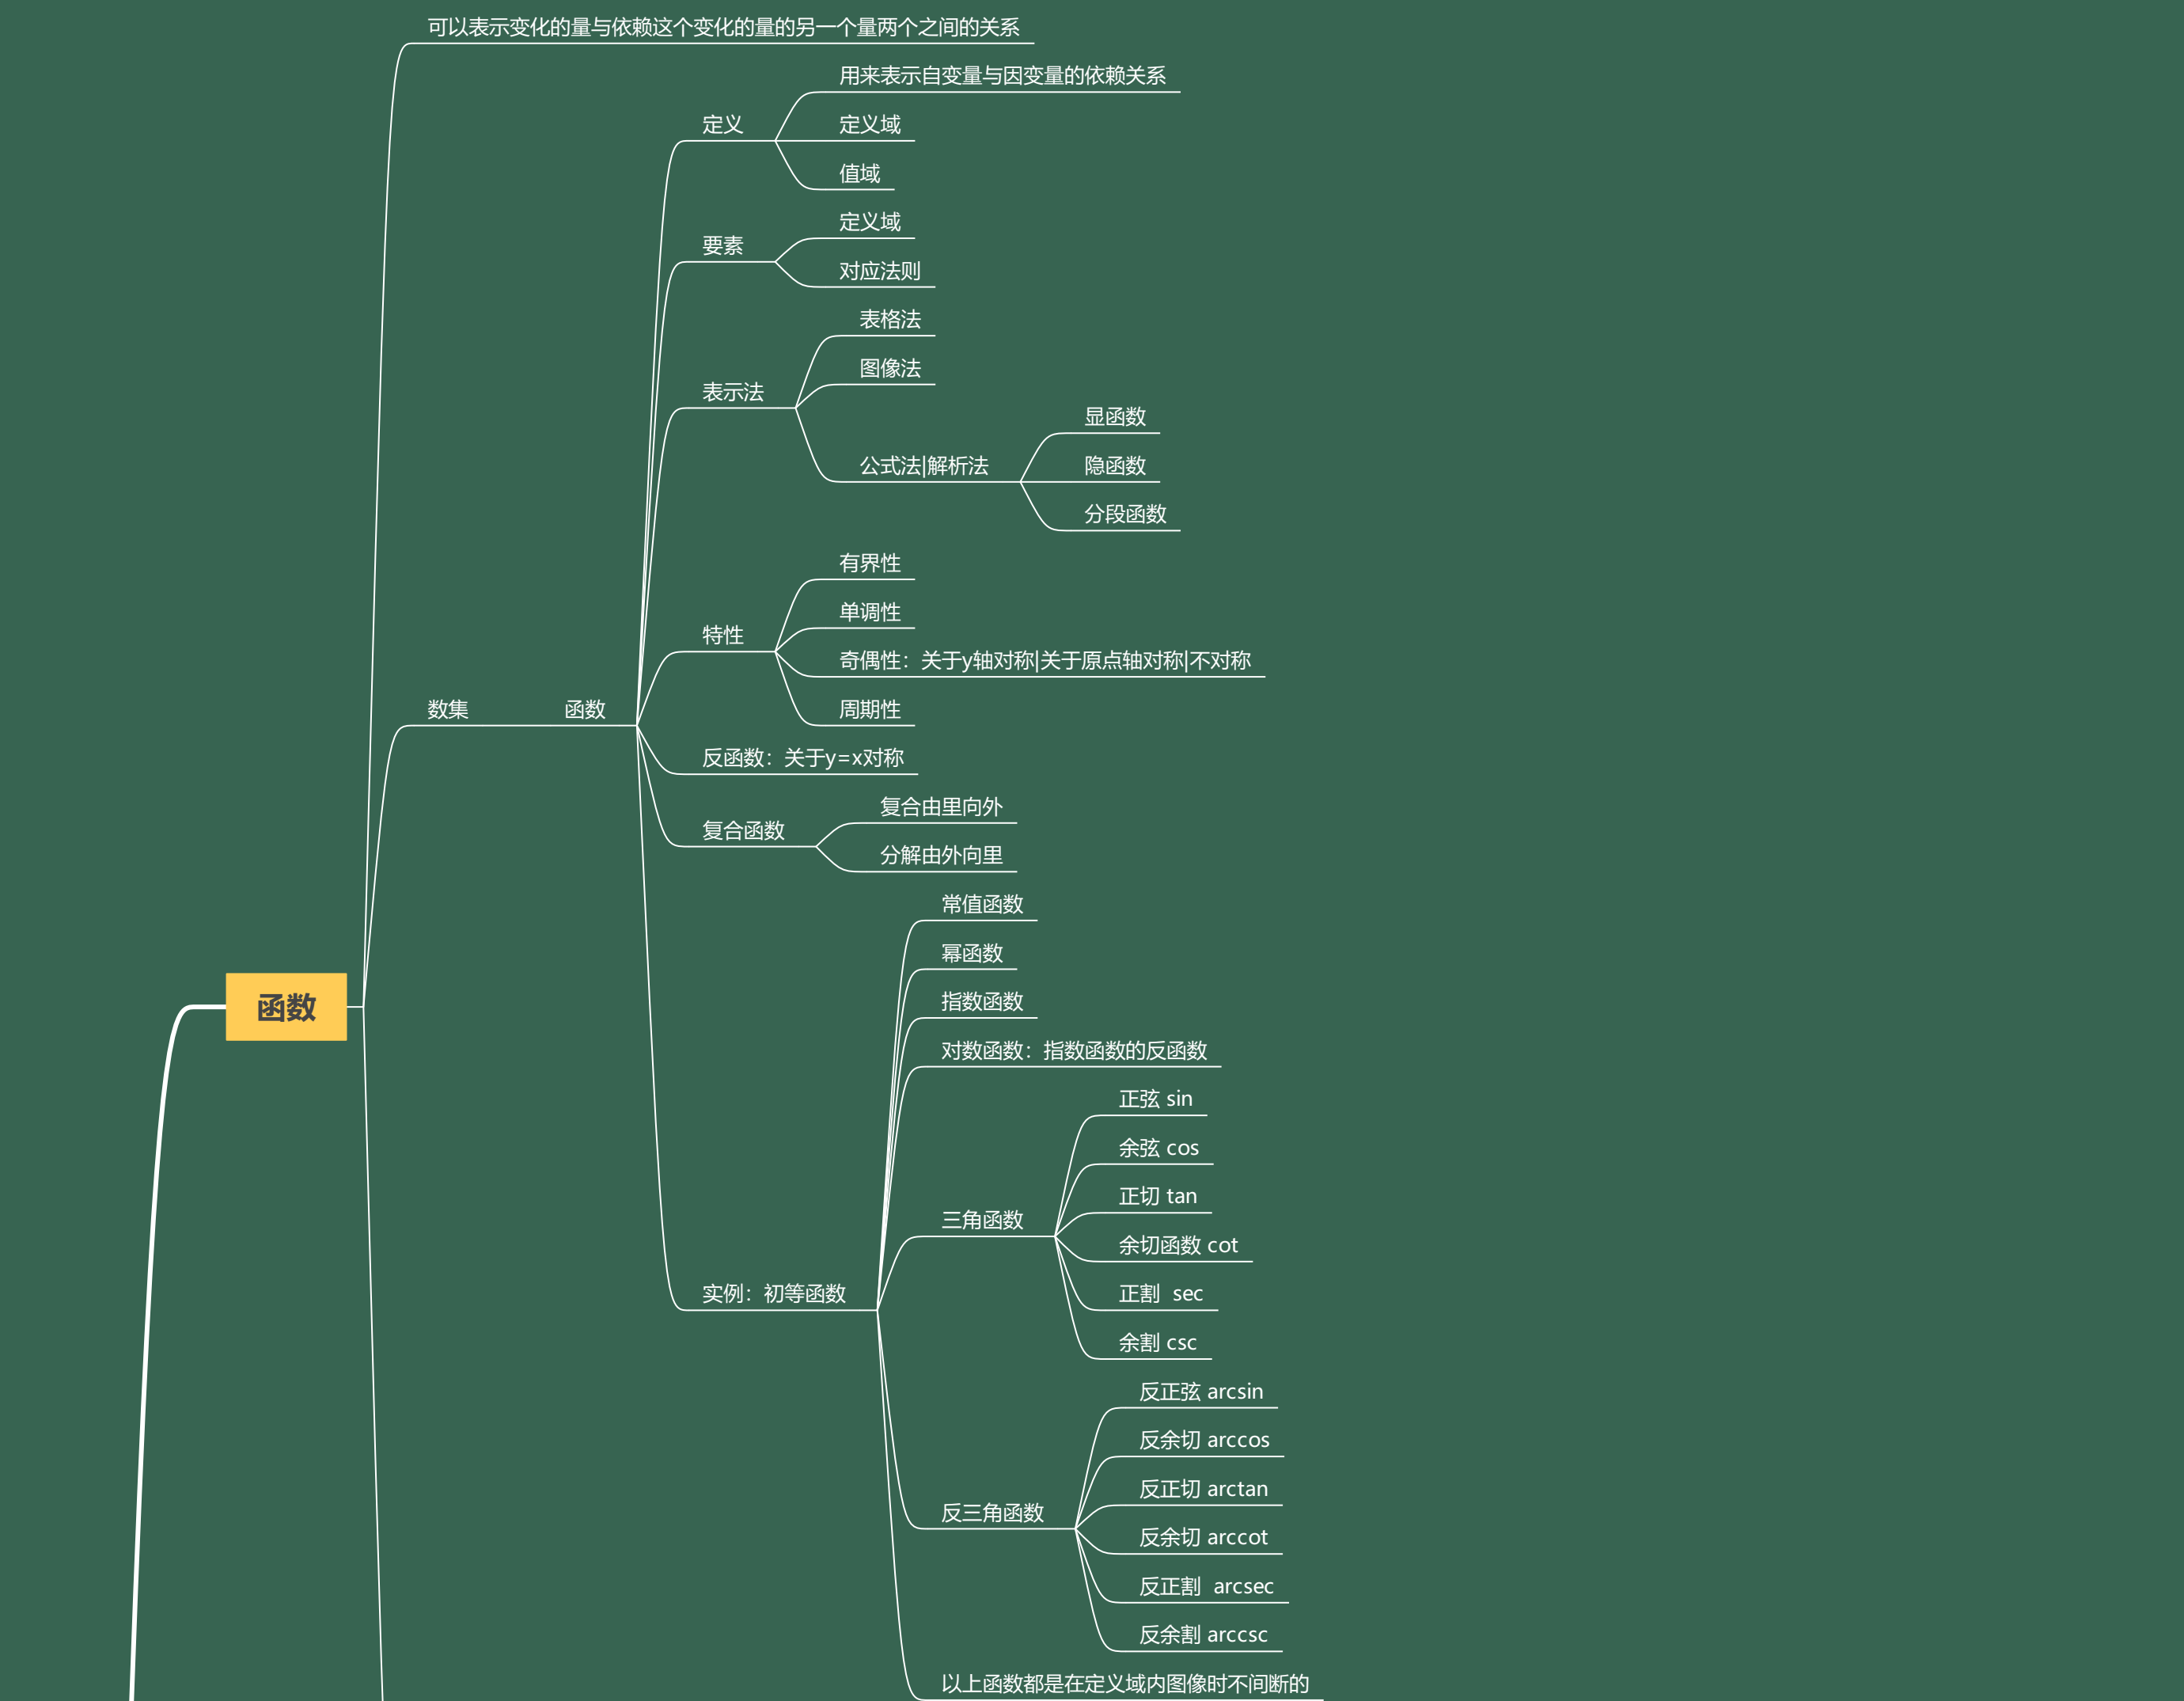 可以表示变化的量与依赖这个变化的量的另一个量两个之间的关系
用来表示自变量与因变量的依赖关系
定义
定义域
值域
定义域
要素
对应法则
表格法
图像法
表示法
显函数
公式法|解析法
隐函数
分段函数
有界性
单调性
特性
奇偶性：关于y轴对称|关于原点轴对称|不对称
数集
函数
周期性
反函数：关于y=x对称
复合由里向外
复合函数
分解由外向里
常值函数
幂函数
函数
指数函数
对数函数：指数函数的反函数
正弦 sin
余弦 cos
正切 tan
三角函数
余切函数 cot
实例：初等函数
正割  sec
余割 csc
反正弦 arcsin
反余切 arccos
反正切 arctan
反三角函数
反余切 arccot
反正割  arcsec
反余割 arccsc
以上函数都是在定义域内图像时不间断的